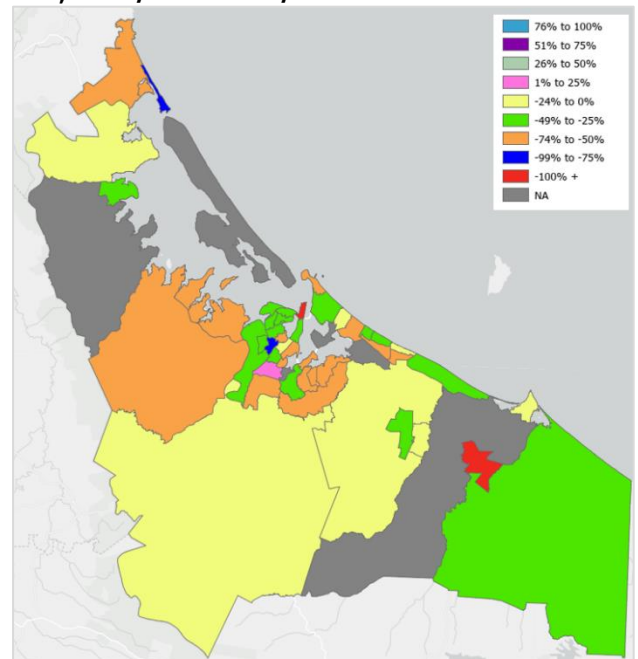 76% to 100%
51% to 75%
26% to 50%
1% to 25%
-24% to 0%
-49% to -25%
-74% to -50%
-99% to -75%
-100% +
NA